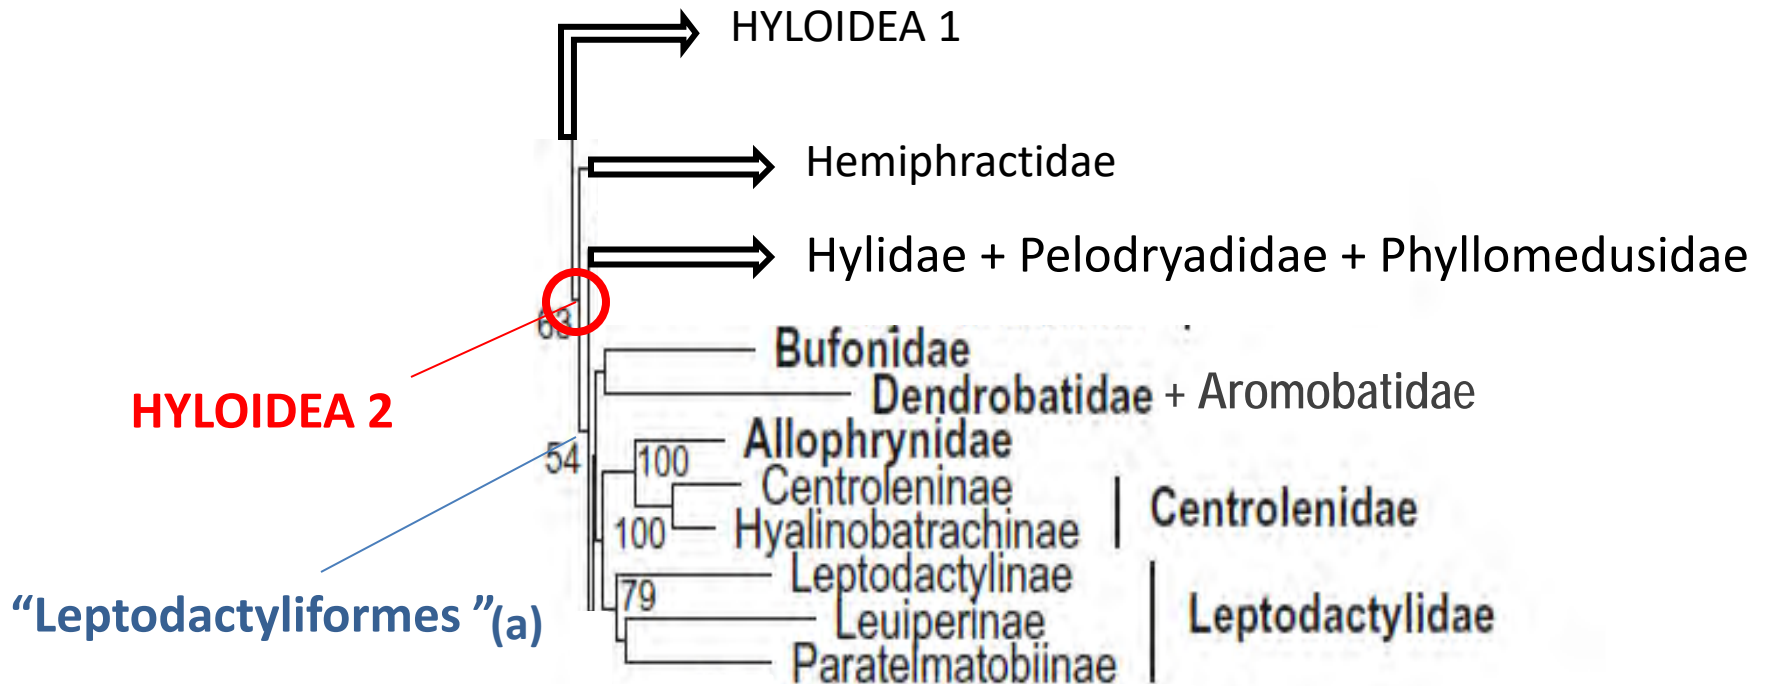 HYLOIDEA 1
Hemiphractidae
Hylidae + Pelodryadidae + Phyllomedusidae
63
Bufonidae
HYLOIDEA 2
Dendrobatidae + Aromobatidae
Allophrynidae
54
100
Centroleninae
Centrolenidae
100
Hyalinobatrachinae
Leptodactylinae
79
“Leptodactyliformes ”(a)
Leuiperinae
Leptodactylidae
Paratelmatobiinae